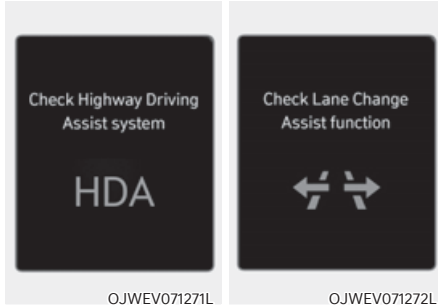 Check Highway Driving
Assist system
HDA
OJWEV071271L
Check Lane Change
Assist function
OJWEV071272L